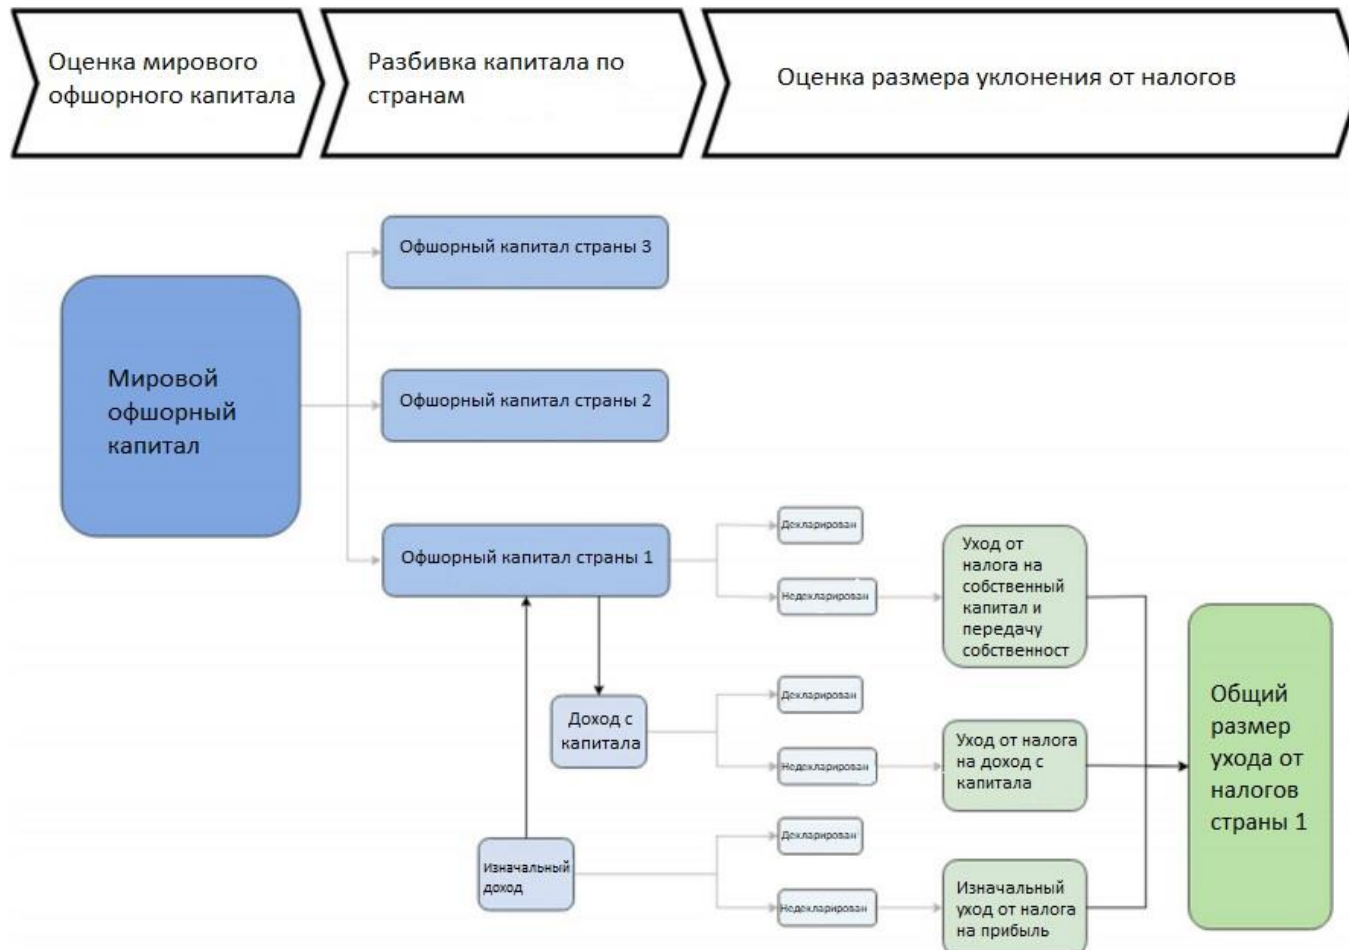 Оценка мирового
офшорного капитала
Разбивка капитала по
странам
Оценка размера уклонения от налогов
Офшорный капитал страны 3
Мировой
офшорный
капитал
Офшорный капитал страны 2
Офшорный капитал страны 1
Декларирован
Недекларирован
Уход от
налога на
собственный
капитал и
передачу
собственност
Доход с
капитала
Декларирован
Недекларирован
Уход от налога
на доход с
капитала
Общий
размер
ухода от
налогов
страны 1
Изначальный
доход
Декларирован
Недекларирован
Изначальный
уход от налога
на прибыль